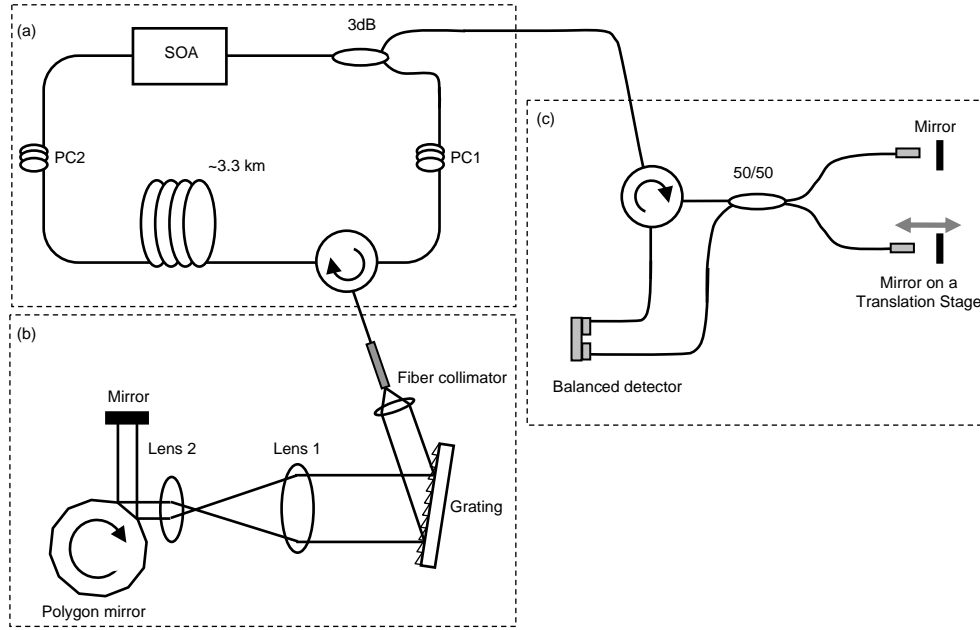 (a)
3dB
SOA
PC2
~3.3 km
PC1
(b)
Fiber collimator
Mirror
Lens 2
Lens 1
Grating
Polygon mirror
(c)
Mirror
50/50
Mirror on a
Translation Stage
Balanced detector